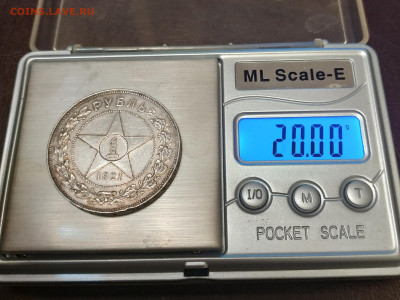 COINS.LAVE.RU
ML Scale-E
РУБЛЬ
1
1921
20.00
I/O
M
T
POCKET SCALE